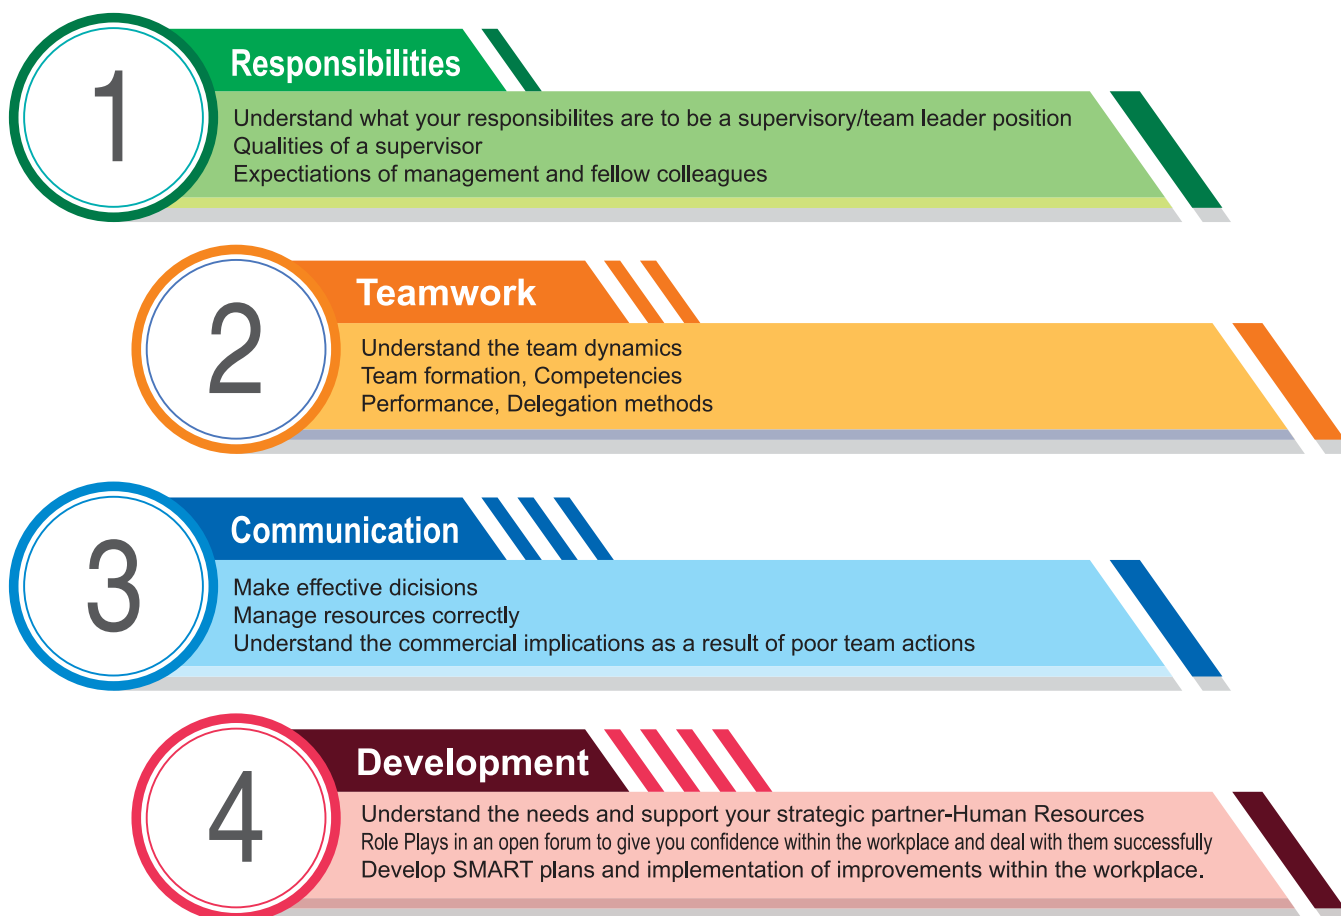 1
Responsibilities
Understand what your responsibilites are to be a supervisory/team leader position
Qualities of a supervisor
Expectiations of management and fellow colleagues
2
Teamwork
Understand the team dynamics
Team formation, Competencies
Performance, Delegation methods
3
Communication
Make effective dicisions
Manage resources correctly
Understand the commercial implications as a result of poor team actions
4
Development
Understand the needs and support your strategic partner-Human Resources
Role Plays in an open forum to give you confidence within the workplace and deal with them successfully
Develop SMART plans and implementation of improvements within the workplace.